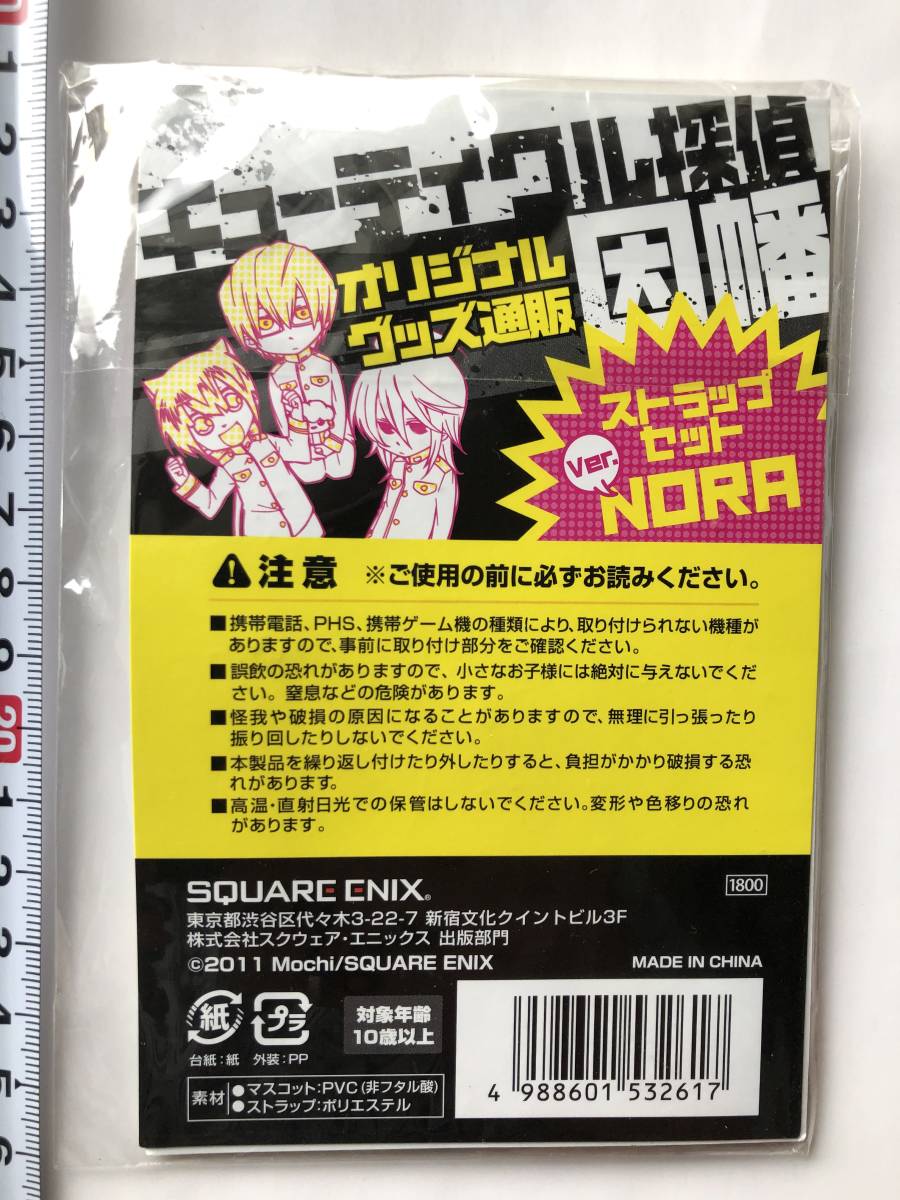 キューティクル探偵
因幡
オリジナル
グッズ通販
ストラップ
セット
Ver.
NORA
注意 ※ご使用の前に必ずお読みください。
■携帯電話、PHS、携帯ゲーム機の種類により、取り付けられない機種が
ありますので、事前に取り付け部分をご確認ください。
■誤飲の恐れがありますので、小さなお子様には絶対に与えないでくだ
さい。窒息などの危険があります。
■怪我や破損の原因になることがありますので、無理に引っ張ったり
振り回したりしないでください。
■本製品を繰り返し付けたり外したりすると、負担がかかり破損する恐
れがあります。
■高温・直射日光での保管はしないでください。変形や色移りの恐れ
があります。
SQUARE ENIX®
1800
東京都渋谷区代々木3-22-7 新宿文化クイントビル3F
株式会社スクウェア・エニックス 出版部門
©2011 Mochi/SQUARE ENIX
MADE IN CHINA
紙
プラ
対象年齢
10歳以上
台紙:紙 外装:PP
素材
●マスコット:PVC(非フタル酸)
●ストラップ:ポリエステル
4 988601 532617
1
2
3
4
5
6
7
8
9
20
1
2
3
4
5
6